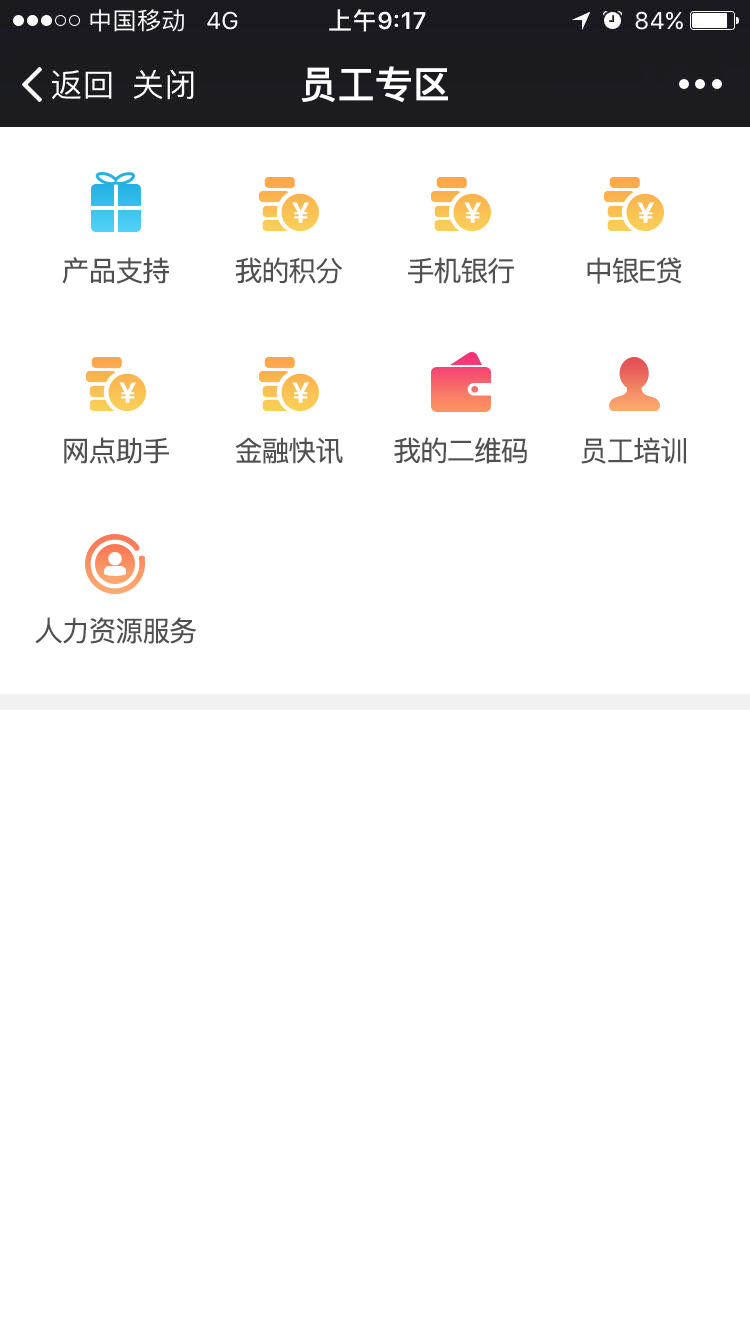 中国移动 4G 上午9:17 84%
返回 关闭 员工专区
产品支持 我的积分 手机银行 中银E贷
网点助手 金融快讯 我的二维码 员工培训
人力资源服务